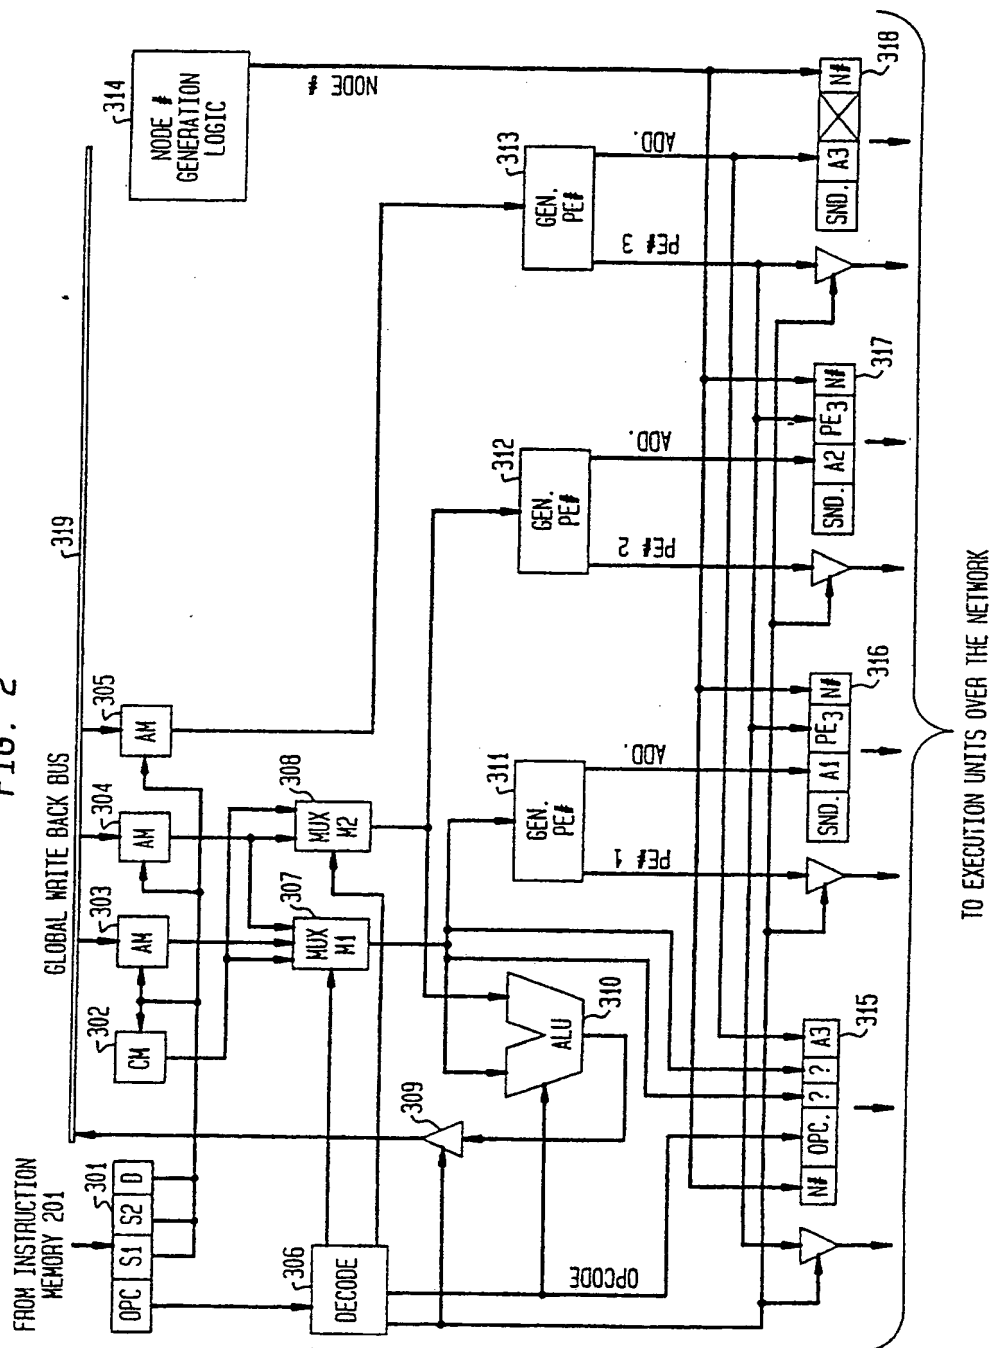 FIG. 2
FROM INSTRUCTION
MEMORY 201
301
OPC S1 S2 D
GLOBAL WRITE BACK BUS
319
302
CM
303
AM
304
AM
305
AM
314
NODE #
GENERATION
LOGIC
NODE #
306
DECODE
307
MUX
M1
308
MUX
M2
309
310
ALU
OPCODE
311
GEN.
PE#
PE# 1
ADD.
312
GEN.
PE#
PE# 2
ADD.
313
GEN.
PE#
PE# 3
ADD.
N# OPC. ? ? A3
315
SND. A1 PE3 N#
316
SND. A2 PE3 N#
317
SND. A3 N#
318
TO EXECUTION UNITS OVER THE NETWORK